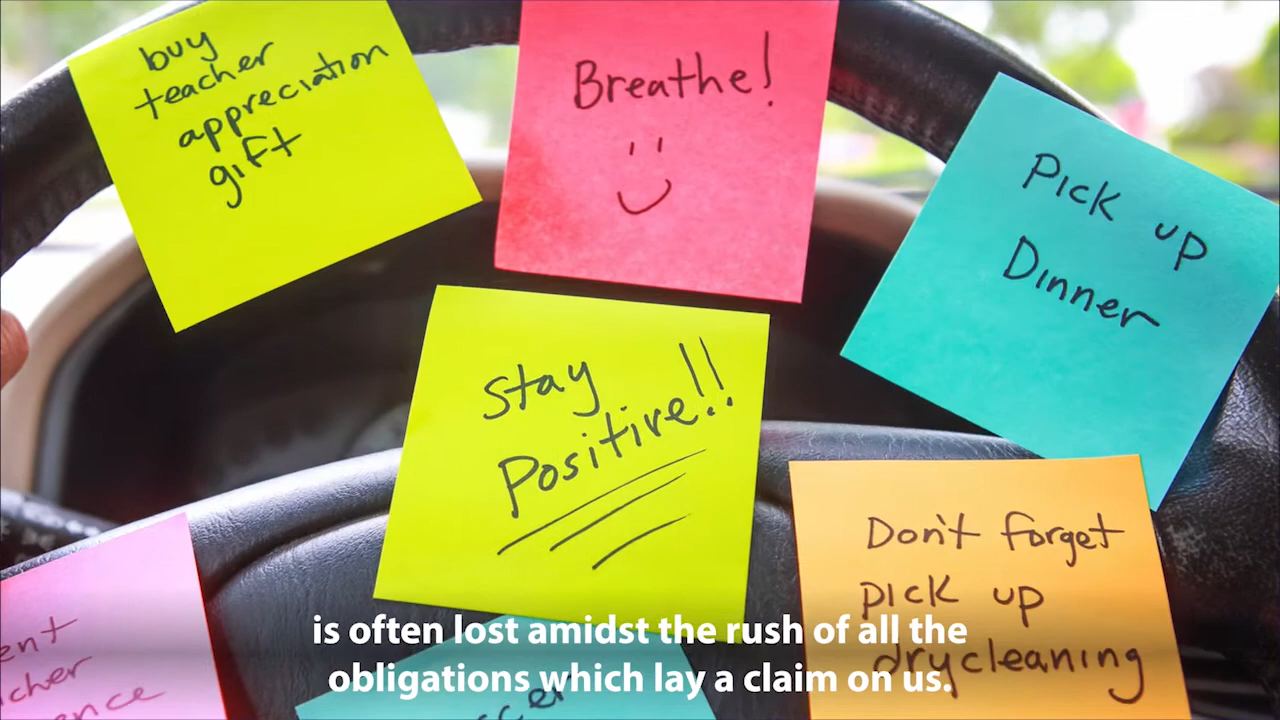 buy
teacher
appreciation
gift
Breathe!
Pick up
Dinner
Stay
Positive!!
Don't forget
pick up
drycleaning
is often lost amidst the rush of all the
obligations which lay a claim on us.